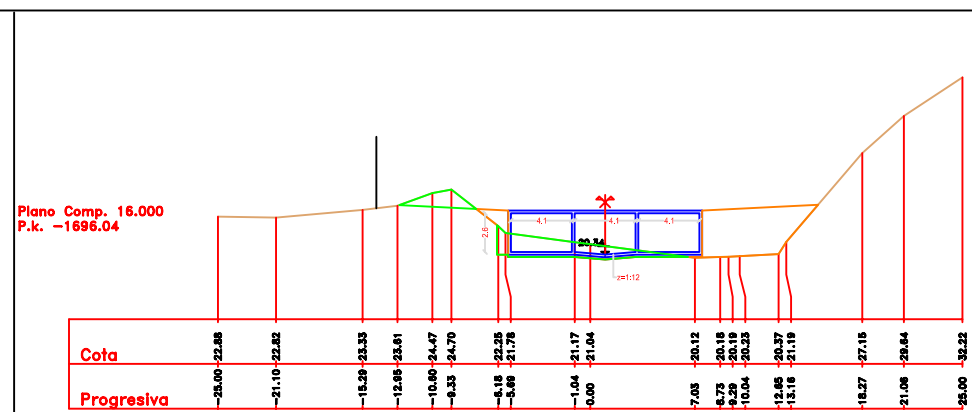 Plano Comp. 16.000
P.k. -1696.04
4.1 4.1 4.1
2.6
20.34
z=1:12
Cota 22.88 22.82 23.33 23.61 24.47 24.70 22.25 21.78 21.17 21.04 20.12 20.18 20.19 20.23 20.37 21.19 27.15 29.64 32.22
Progresiva -25.00 -21.10 -15.29 -12.95 -10.60 -9.33 -6.18 -5.69 -1.04 0.00 7.03 8.73 9.29 10.04 12.65 13.16 18.27 21.06 25.00